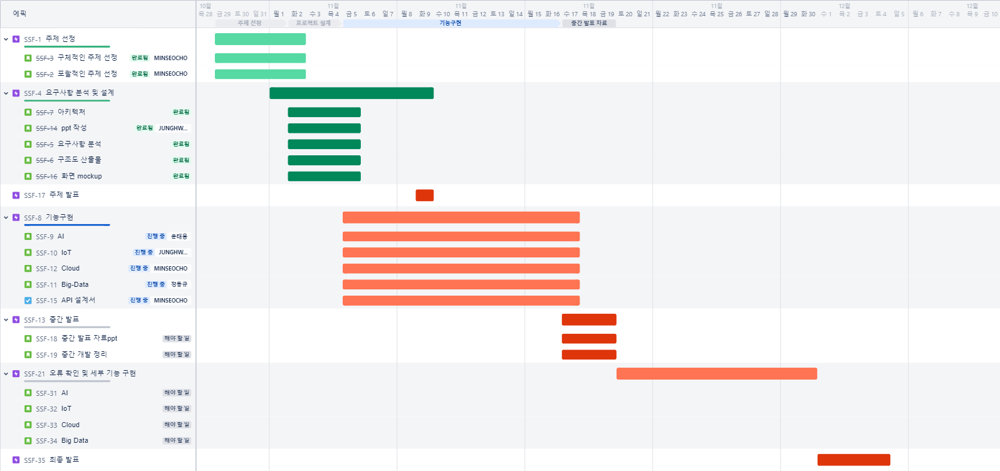 에픽
10월 11월 11월 11월 11월 12월 12월
목 28 금 29 토 30 일 31 월 1 화 2 수 3 목 4 금 5 토 6 일 7 월 8 화 9 수 10 목 11 금 12 토 13 일 14 월 15 화 16 수 17 목 18 금 19 토 20 일 21 월 22 화 23 수 24 목 25 금 26 토 27 일 28 월 29 화 30 수 1 목 2 금 3 토 4 일 5 월 6 화 7 수 8 목 9 금 10
주제 선정 프로젝트 설계 기능구현 중간 발표 자료
SSF-1 주제 선정
SSF-3 구체적인 주제 선정 완료됨 MINSEOCHO
SSF-2 포괄적인 주제 선정 완료됨 MINSEOCHO
SSF-4 요구사항 분석 및 설계
SSF-7 아키텍처 완료됨
SSF-14 ppt 작성 완료됨 JUNGHW...
SSF-5 요구사항 분석 완료됨
SSF-6 구조도 산출물 완료됨
SSF-16 화면 mockup 완료됨
SSF-17 주제 발표
SSF-8 기능구현
SSF-9 AI 진행 중 윤태웅
SSF-10 IoT 진행 중 JUNGHW...
SSF-12 Cloud 진행 중 MINSEOCHO
SSF-11 Big-Data 진행 중 정동규
SSF-15 API 설계서 진행 중 MINSEOCHO
SSF-13 중간 발표
SSF-18 중간 발표 자료ppt 해야 할 일
SSF-19 중간 개발 정리 해야 할 일
SSF-21 오류 확인 및 세부 기능 구현
SSF-31 AI 해야 할 일
SSF-32 IoT 해야 할 일
SSF-33 Cloud 해야 할 일
SSF-34 Big Data 해야 할 일
SSF-35 최종 발표